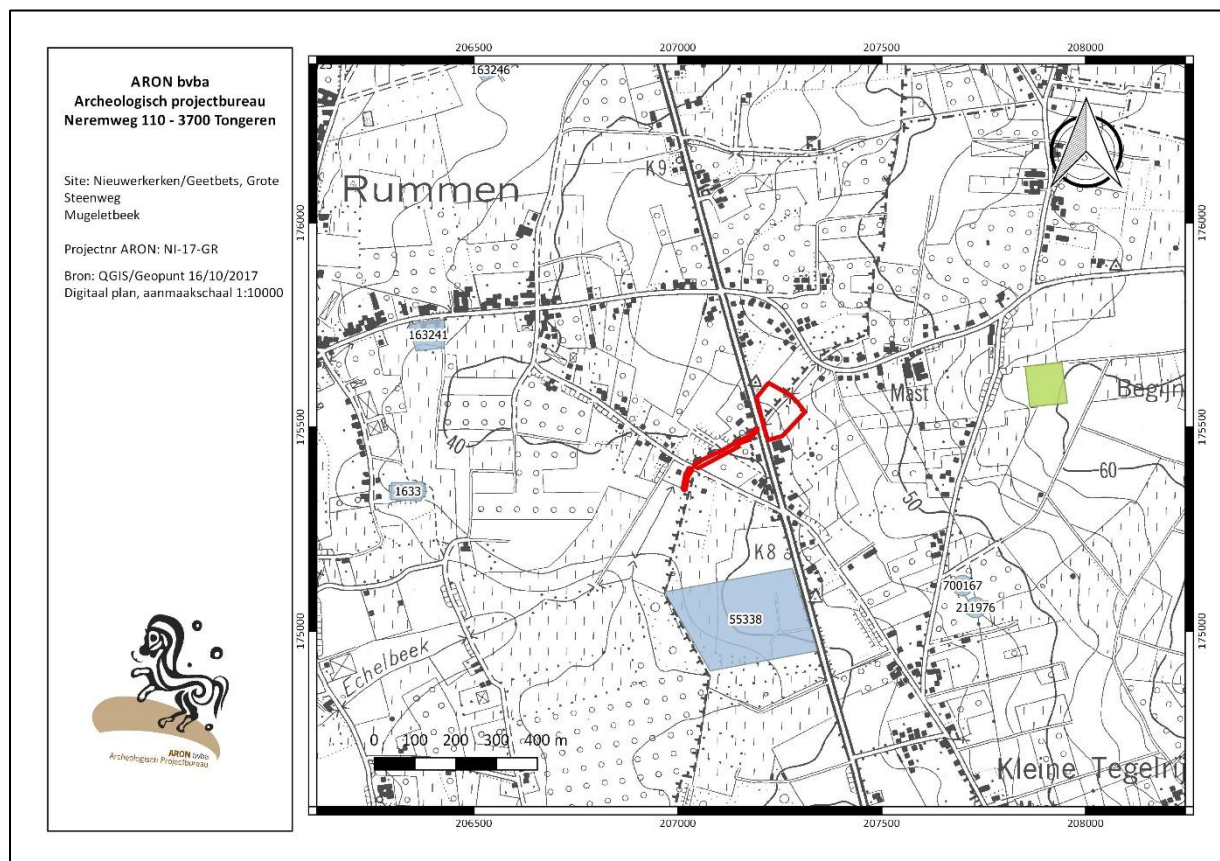 ARON bvba
Archeologisch projectbureau
Neremweg 110 - 3700 Tongeren
Site: Nieuwerkerken/Geetbets, Grote
Steenweg
Mugeletbeek
Projectnr ARON: NI-17-GR
Bron: QGIS/Geopunt 16/10/2017
Digitaal plan, aanmaakschaal 1:10000
ARON bvba
Archeologisch Projectbureau
206500
207000
207500
208000
163246
K9
Rummen
176000
176000
163241
Mast
Begijn
40
175500
175500
60
1633
50
K8
700167
211976
55338
175000
175000
chelbeek
0 100 200 300 400 m
Kleine Tegelrij
206500
207000
207500
208000